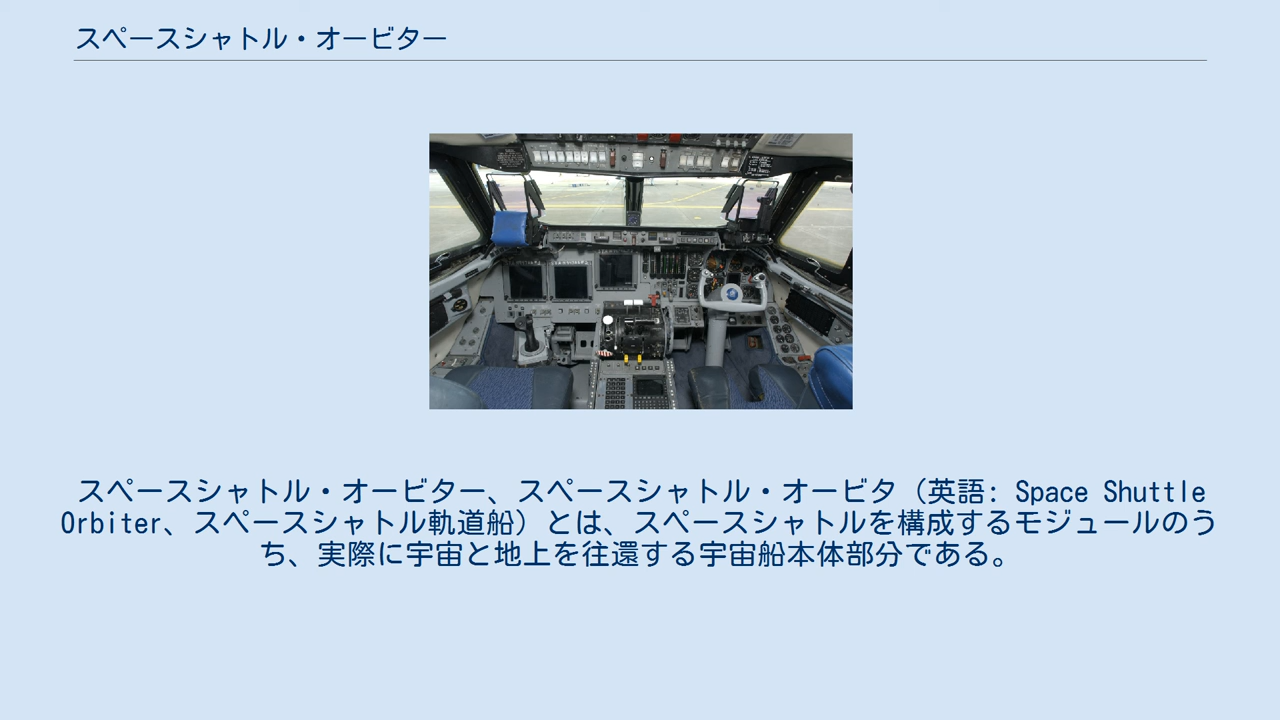 スペースシャトル・オービター
スペースシャトル・オービター、スペースシャトル・オービタ（英語: Space Shuttle
Orbiter、スペースシャトル軌道船）とは、スペースシャトルを構成するモジュールのう
ち、実際に宇宙と地上を往還する宇宙船本体部分である。